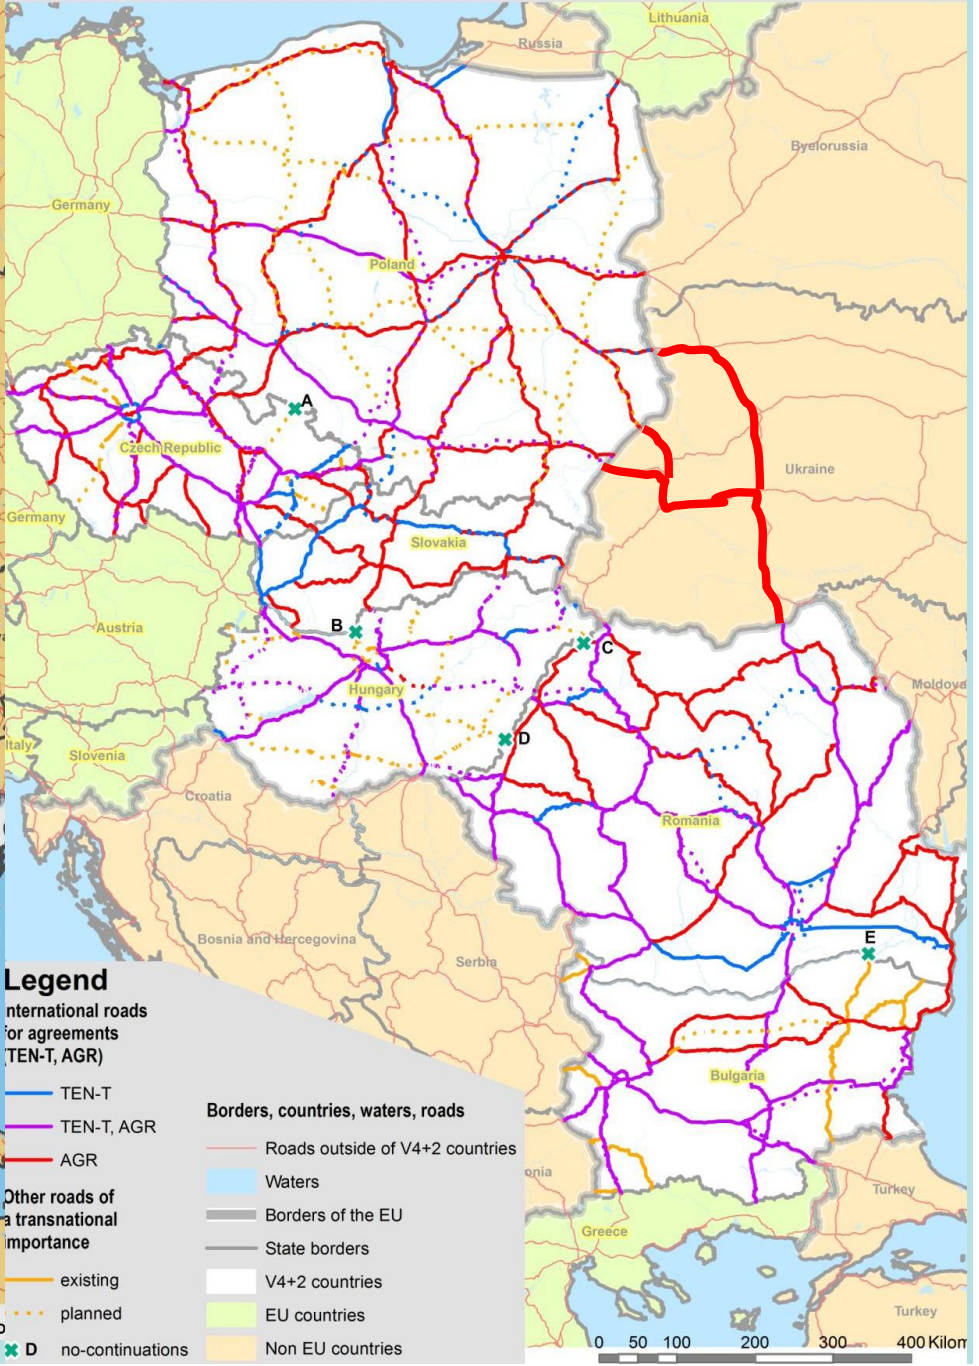 Lithuania
Russia
Byelorussia
Germany
Poland
A
Czech Republic
Ukraine
Germany
Slovakia
Austria
B
C
Hungary
Moldova
D
Italy
Slovenia
Croatia
Romania
Bosnia and Hercegovina
E
Serbia
Legend
nternational roads
for agreements
(TEN-T, AGR)
TEN-T
TEN-T, AGR
AGR
Other roads of
a transnational
importance
existing
planned
D no-continuations
Borders, countries, waters, roads
Roads outside of V4+2 countries
Waters
Borders of the EU
State borders
V4+2 countries
EU countries
Non EU countries
Bulgaria
onia
Turkey
Greece
Turkey
0 50 100 200 300 400 Kilom